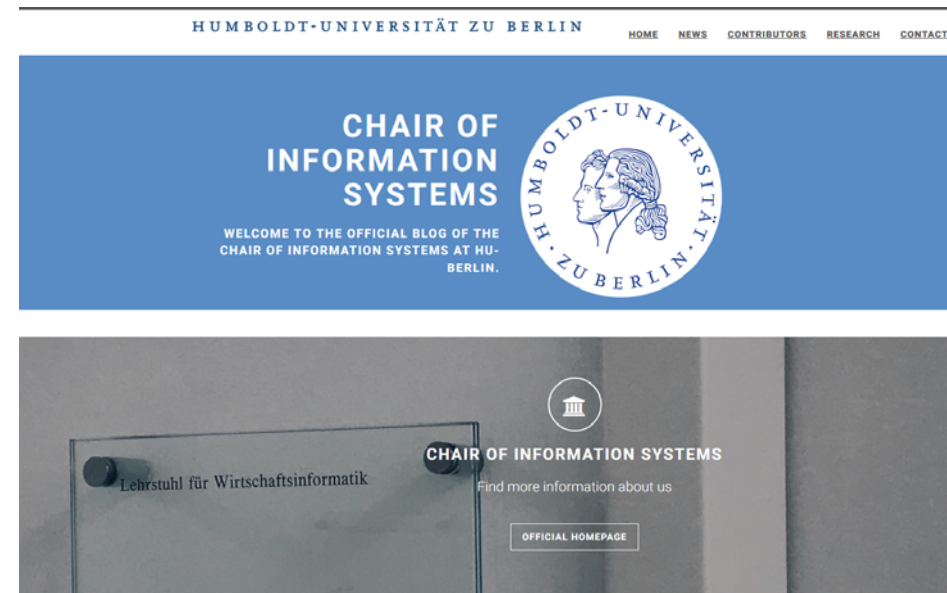 HUMBOLDT-UNIVERSITÄT ZU BERLIN
HOME NEWS CONTRIBUTORS RESEARCH CONTACT
CHAIR OF
INFORMATION
SYSTEMS
WELCOME TO THE OFFICIAL BLOG OF THE
CHAIR OF INFORMATION SYSTEMS AT HU-
BERLIN.
HUMBOLDT-UNIVERSITÄT · ZU BERLIN ·
CHAIR OF INFORMATION SYSTEMS
Lehrstuhl für Wirtschaftsinformatik
Find more information about us
OFFICIAL HOMEPAGE